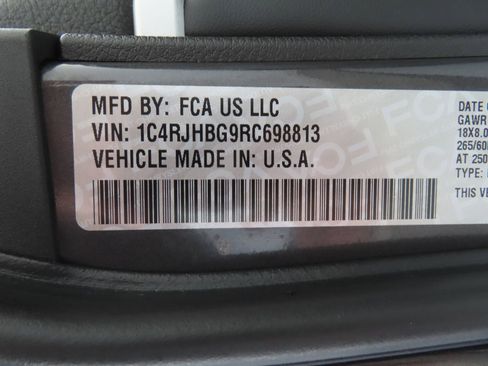 MFD BY: FCA US LLC
VIN: 1C4RJHBG9RC698813
VEHICLE MADE IN: U.S.A.
DATE
GAWR
18X8.0
265/60
AT 250
TYPE:
THIS VE